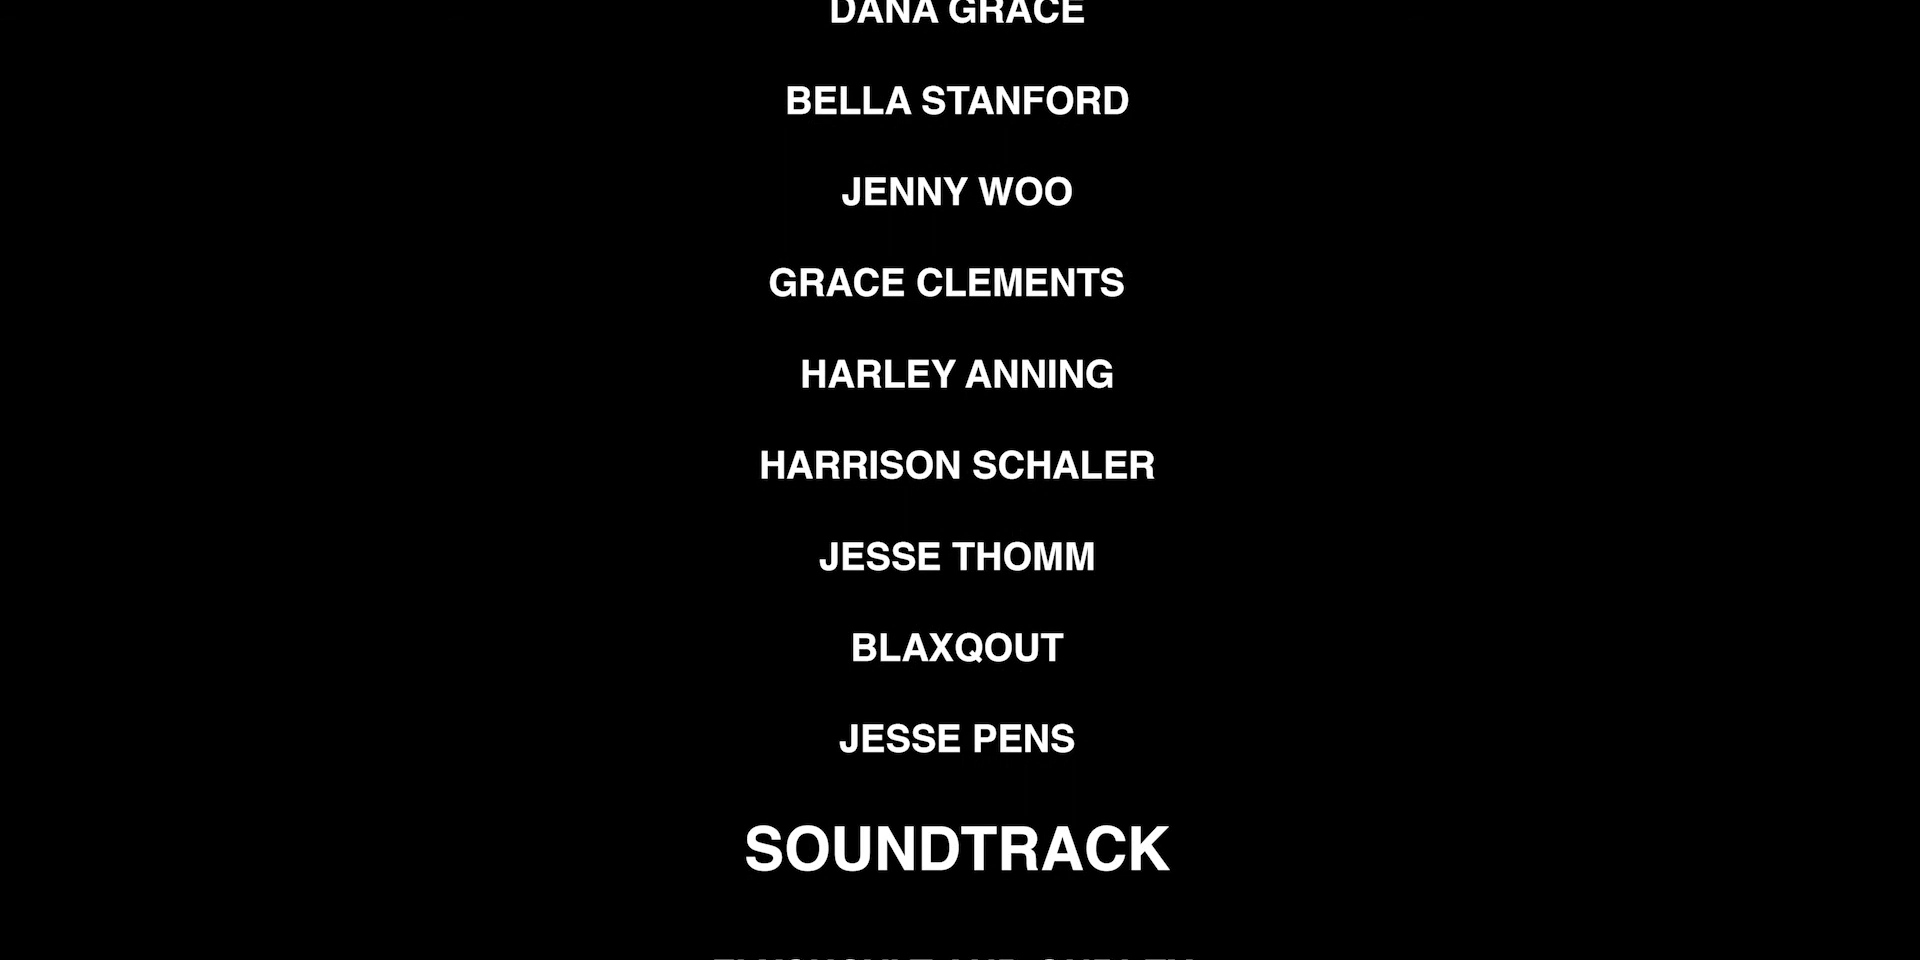 DANA GRACE
BELLA STANFORD
JENNY WOO
GRACE CLEMENTS
HARLEY ANNING
HARRISON SCHALER
JESSE THOMM
BLAXQOUT
JESSE PENS
SOUNDTRACK